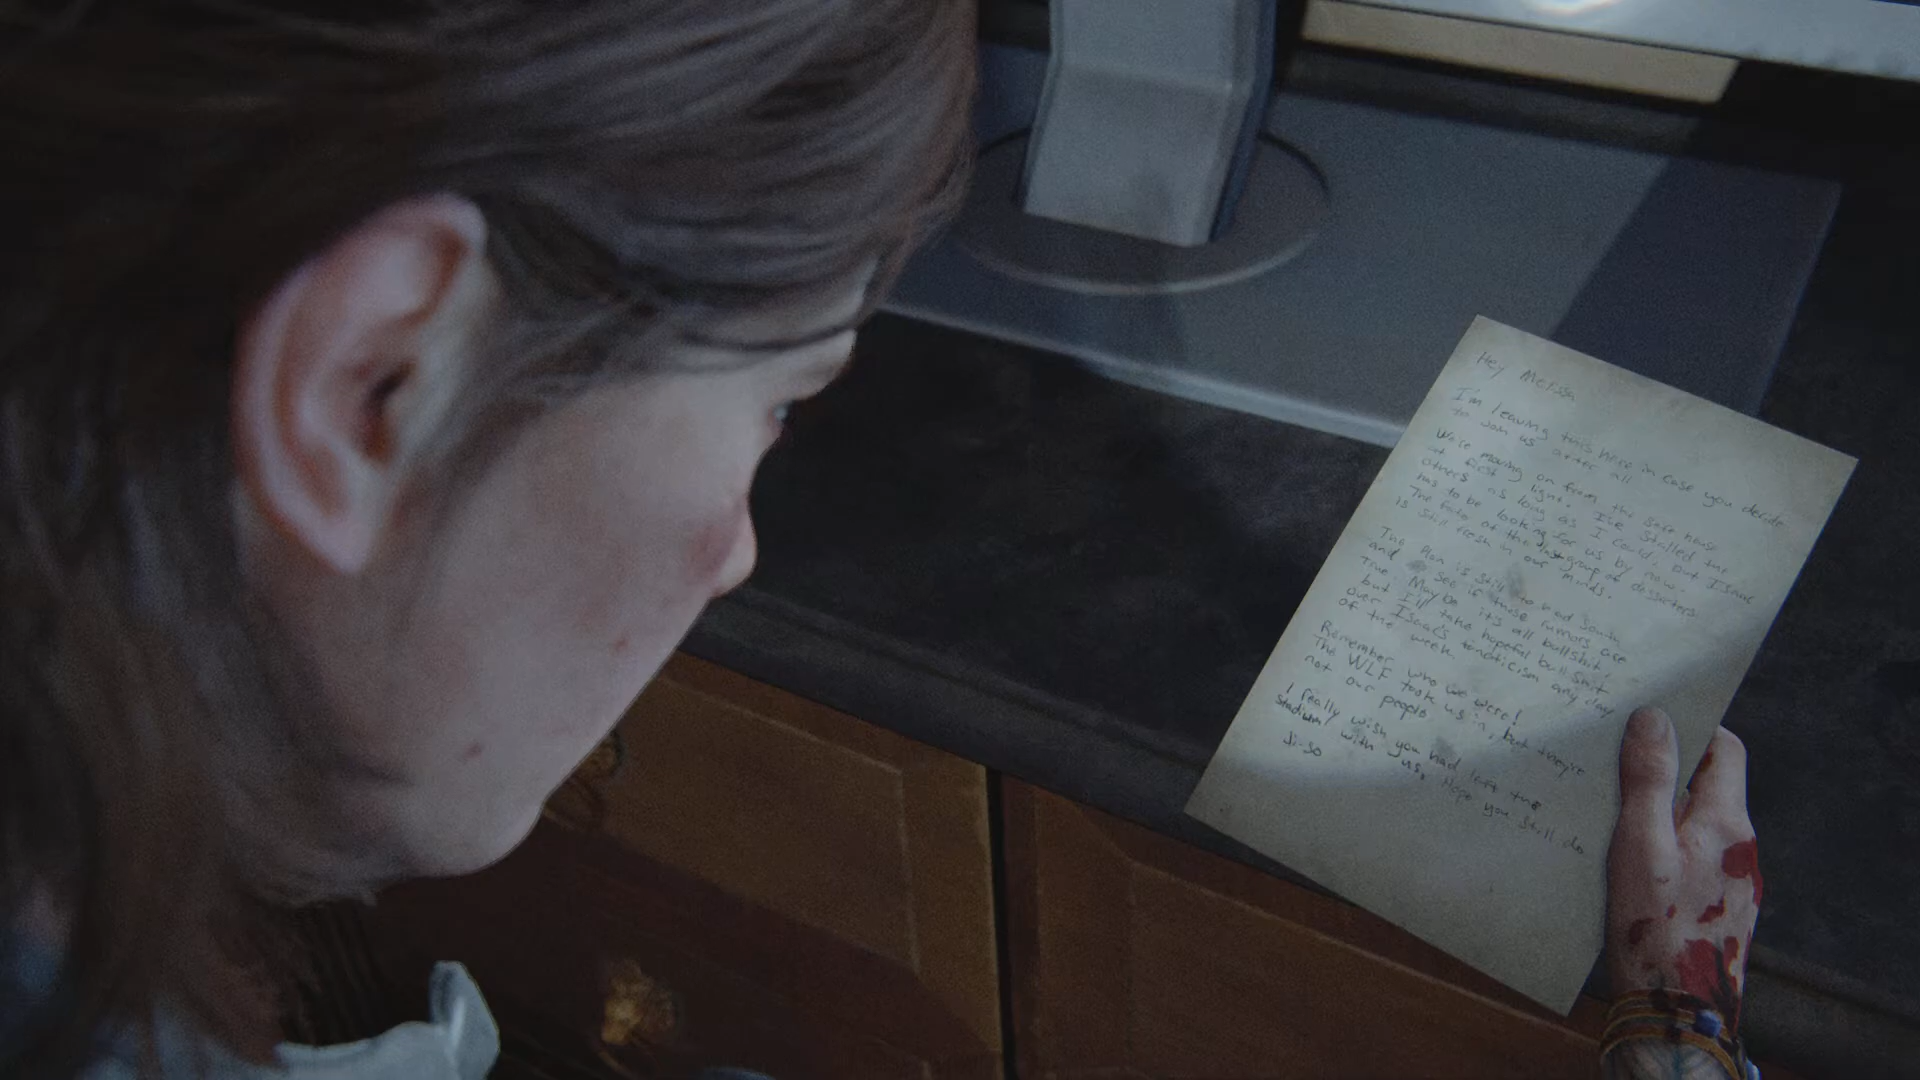 Hey Melissa
I'm leaving this here in case you decide
to join us after all
We're moving on from the safe house
at first light. I've stalled the
others as long as I could, but Isaac
has to be looking for us by now.
The fate of the last group of deserters
is still fresh in our minds.
The Plan is still to head south
and see if those rumors are
true. Maybe it's all bullshit,
but I'll take hopeful bullshit
over Isaac's fanaticism any day
of the week.
Remember who we were!
The WLF took us in, but they're
not our people
I really wish you had left the
stadium with us. Hope you still do
Ji-so